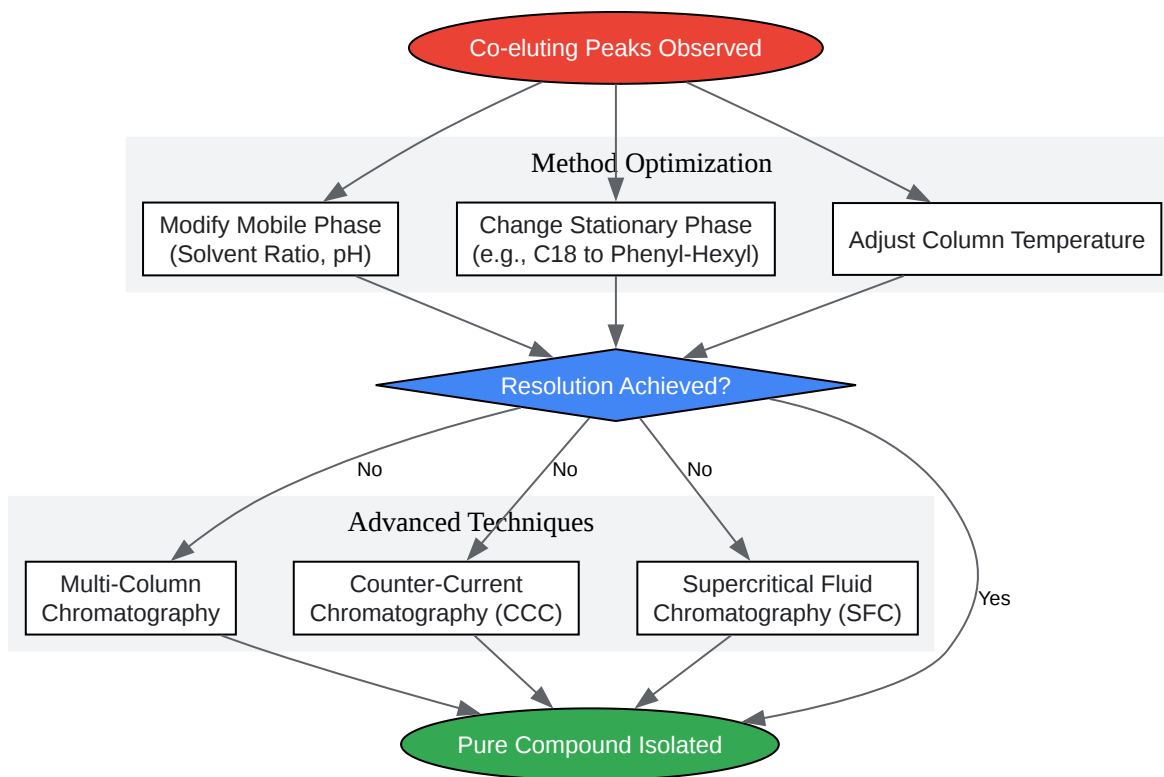 Co-eluting Peaks Observed
Method Optimization
Modify Mobile Phase
(Solvent Ratio, pH)
Change Stationary Phase
(e.g., C18 to Phenyl-Hexyl)
Adjust Column Temperature
Resolution Achieved?
No
No
No
Yes
Advanced Techniques
Multi-Column
Chromatography
Counter-Current
Chromatography (CCC)
Supercritical Fluid
Chromatography (SFC)
Pure Compound Isolated